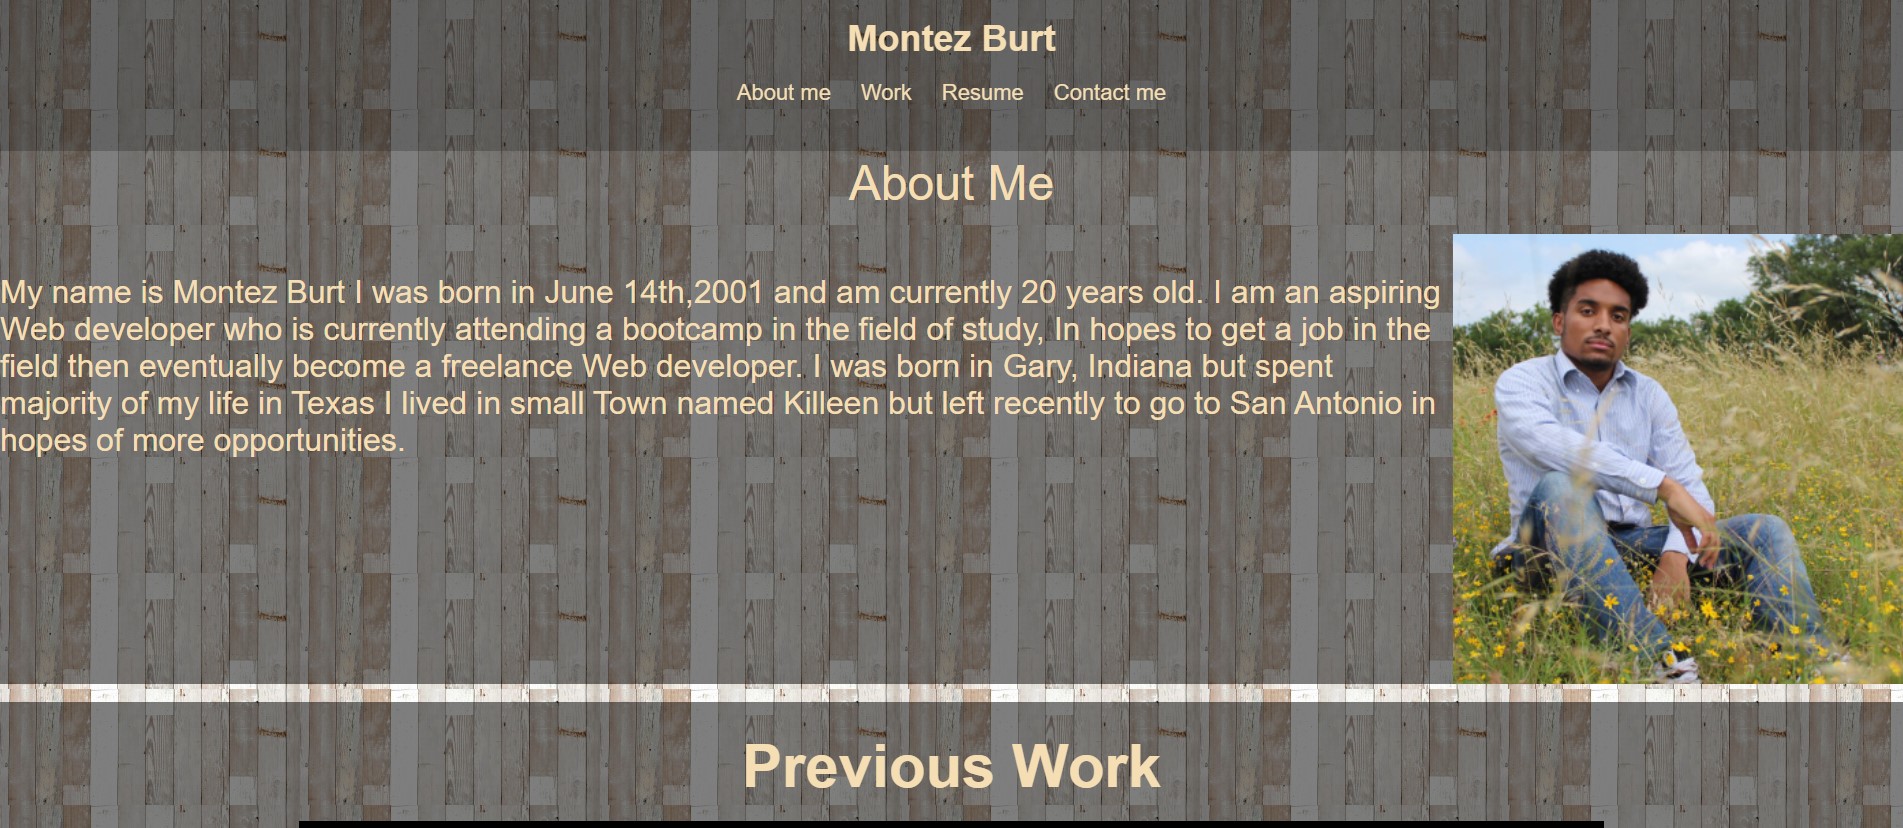 Montez Burt
About me Work Resume Contact me
About Me
My name is Montez Burt I was born in June 14th,2001 and am currently 20 years old. I am an aspiring
Web developer who is currently attending a bootcamp in the field of study, In hopes to get a job in the
field then eventually become a freelance Web developer. I was born in Gary, Indiana but spent
majority of my life in Texas I lived in small Town named Killeen but left recently to go to San Antonio in
hopes of more opportunities.
Previous Work